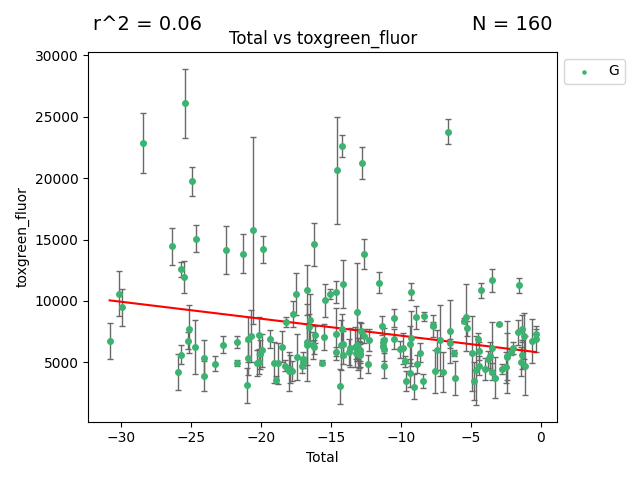 r^2 = 0.06
N = 160
Total vs toxgreen_fluor
G
30000
25000
20000
15000
10000
5000
toxgreen_fluor
−30
−25
−20
−15
−10
−5
0
Total